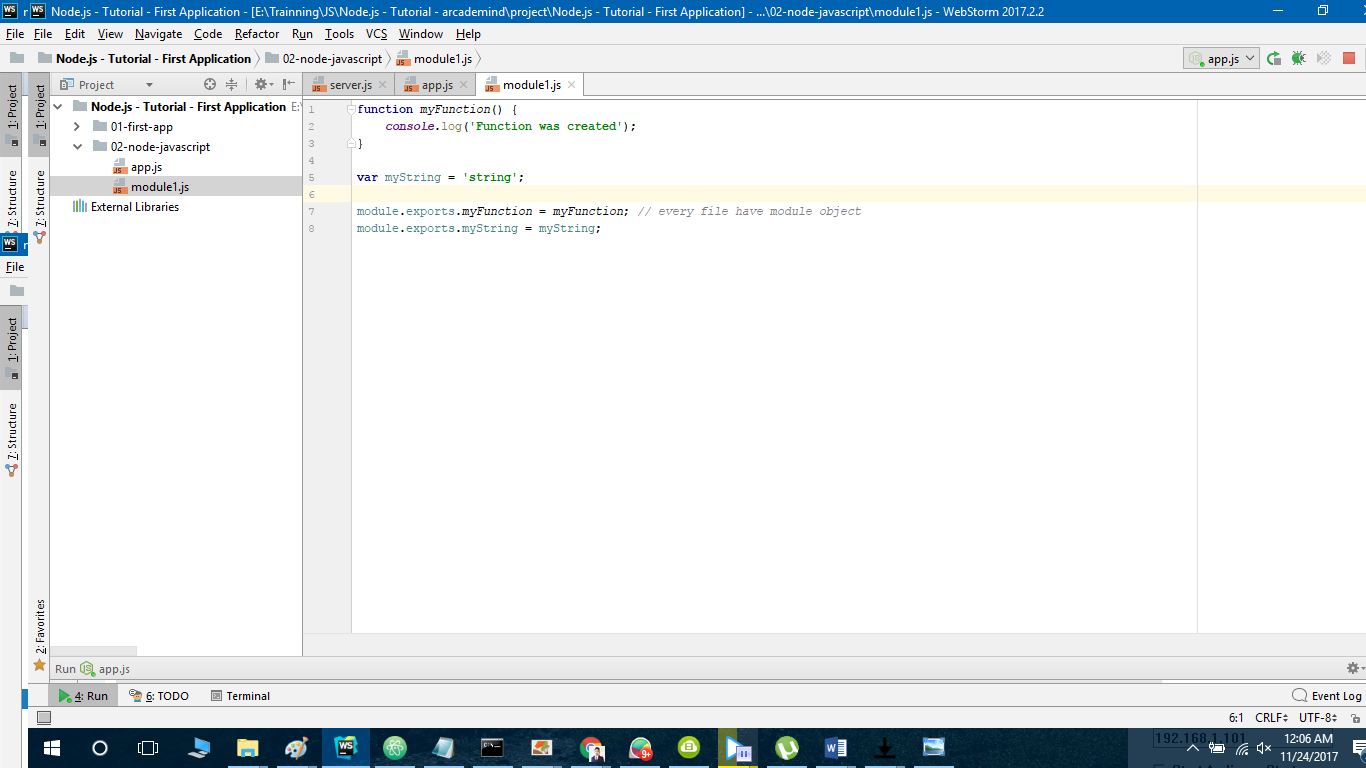 WS r WS Node.js - Tutorial - First Application - [E:\Trainning\JS\Node.js - Tutorial - arcademind\project\Node.js - Tutorial - First Application] - ...\02-node-javascript\module1.js - WebStorm 2017.2.2
File File Edit View Navigate Code Refactor Run Tools VCS Window Help
Node.js - Tutorial - First Application 02-node-javascript module1.js app.js
1: Project
1: Project
Project
server.js app.js module1.js
Node.js - Tutorial - First Application E:\
01-first-app
02-node-javascript
app.js
module1.js
External Libraries
7: Structure
7: Structure
WS r
File
1: Project
7: Structure
2: Favorites
1 function myFunction() {
2 console.log('Function was created');
3 }
4
5 var myString = 'string';
6
7 module.exports.myFunction = myFunction; // every file have module object
8 module.exports.myString = myString;
Run app.js
4: Run 6: TODO Terminal Event Log
6:1 CRLF UTF-8
WS 9+ W
192.168.1.101
12:06 AM
11/24/2017